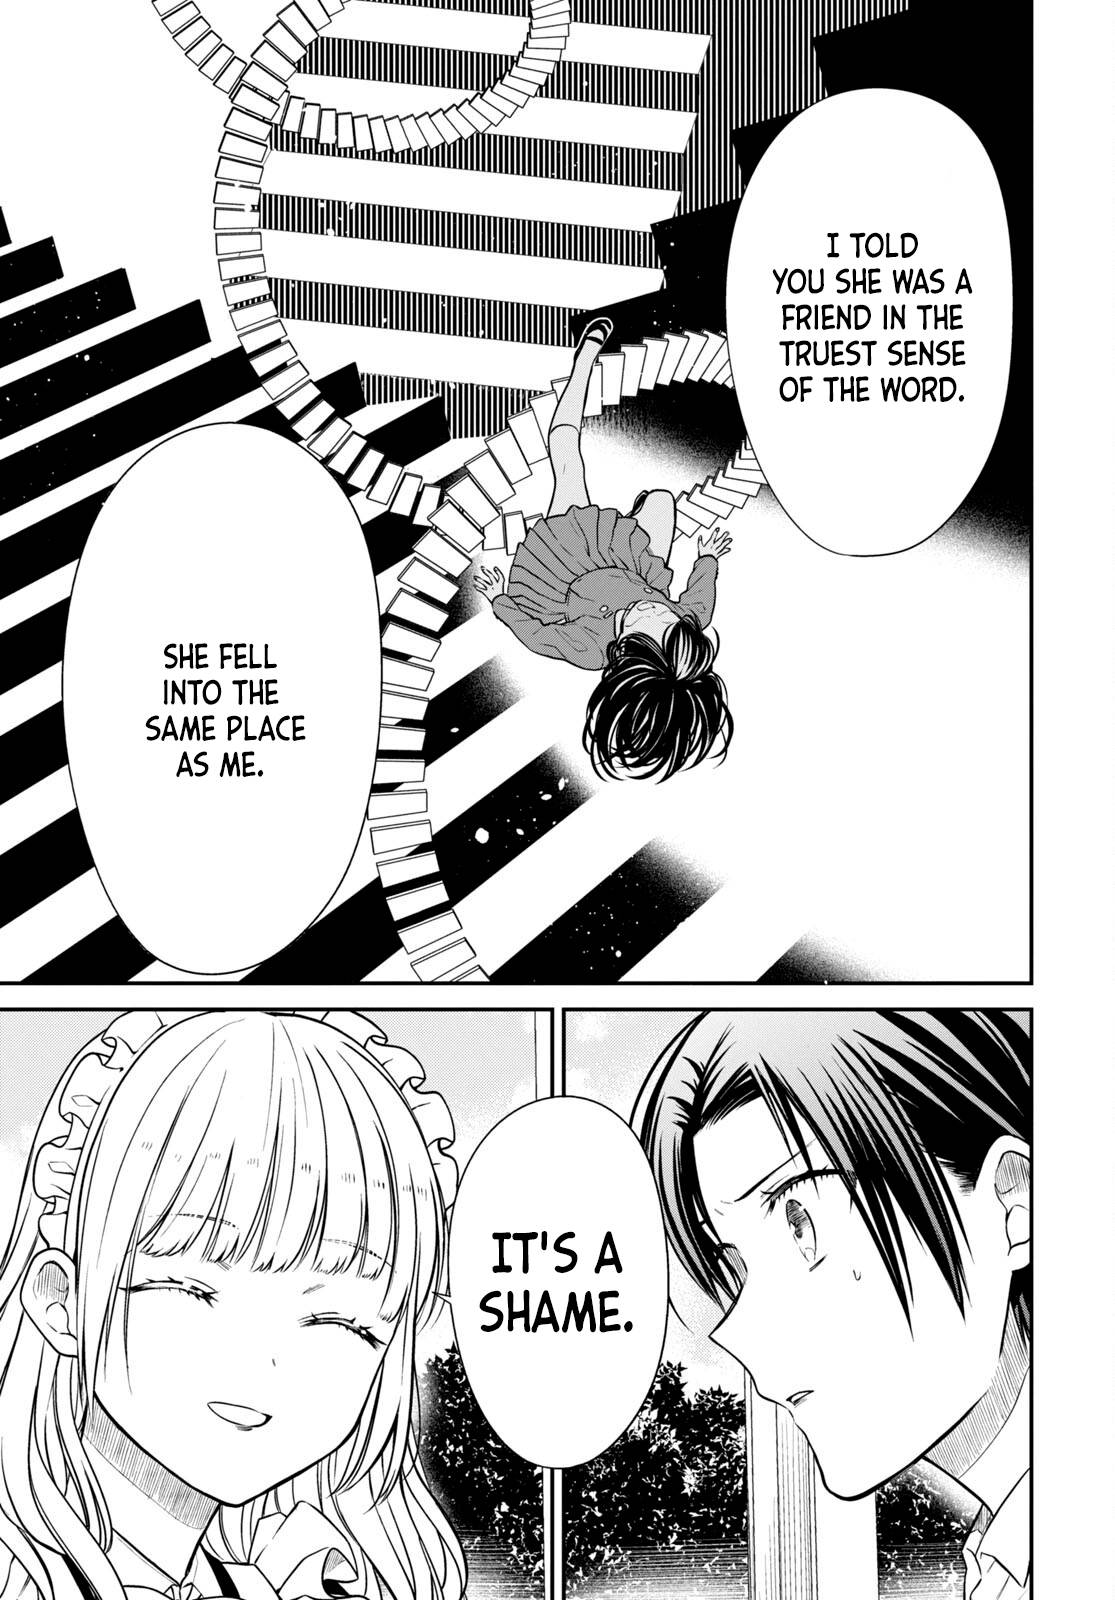 I TOLD
YOU SHE WAS A
FRIEND IN THE
TRUEST SENSE
OF THE WORD.
SHE FELL
INTO THE
SAME PLACE
AS ME.
IT'S A
SHAME.